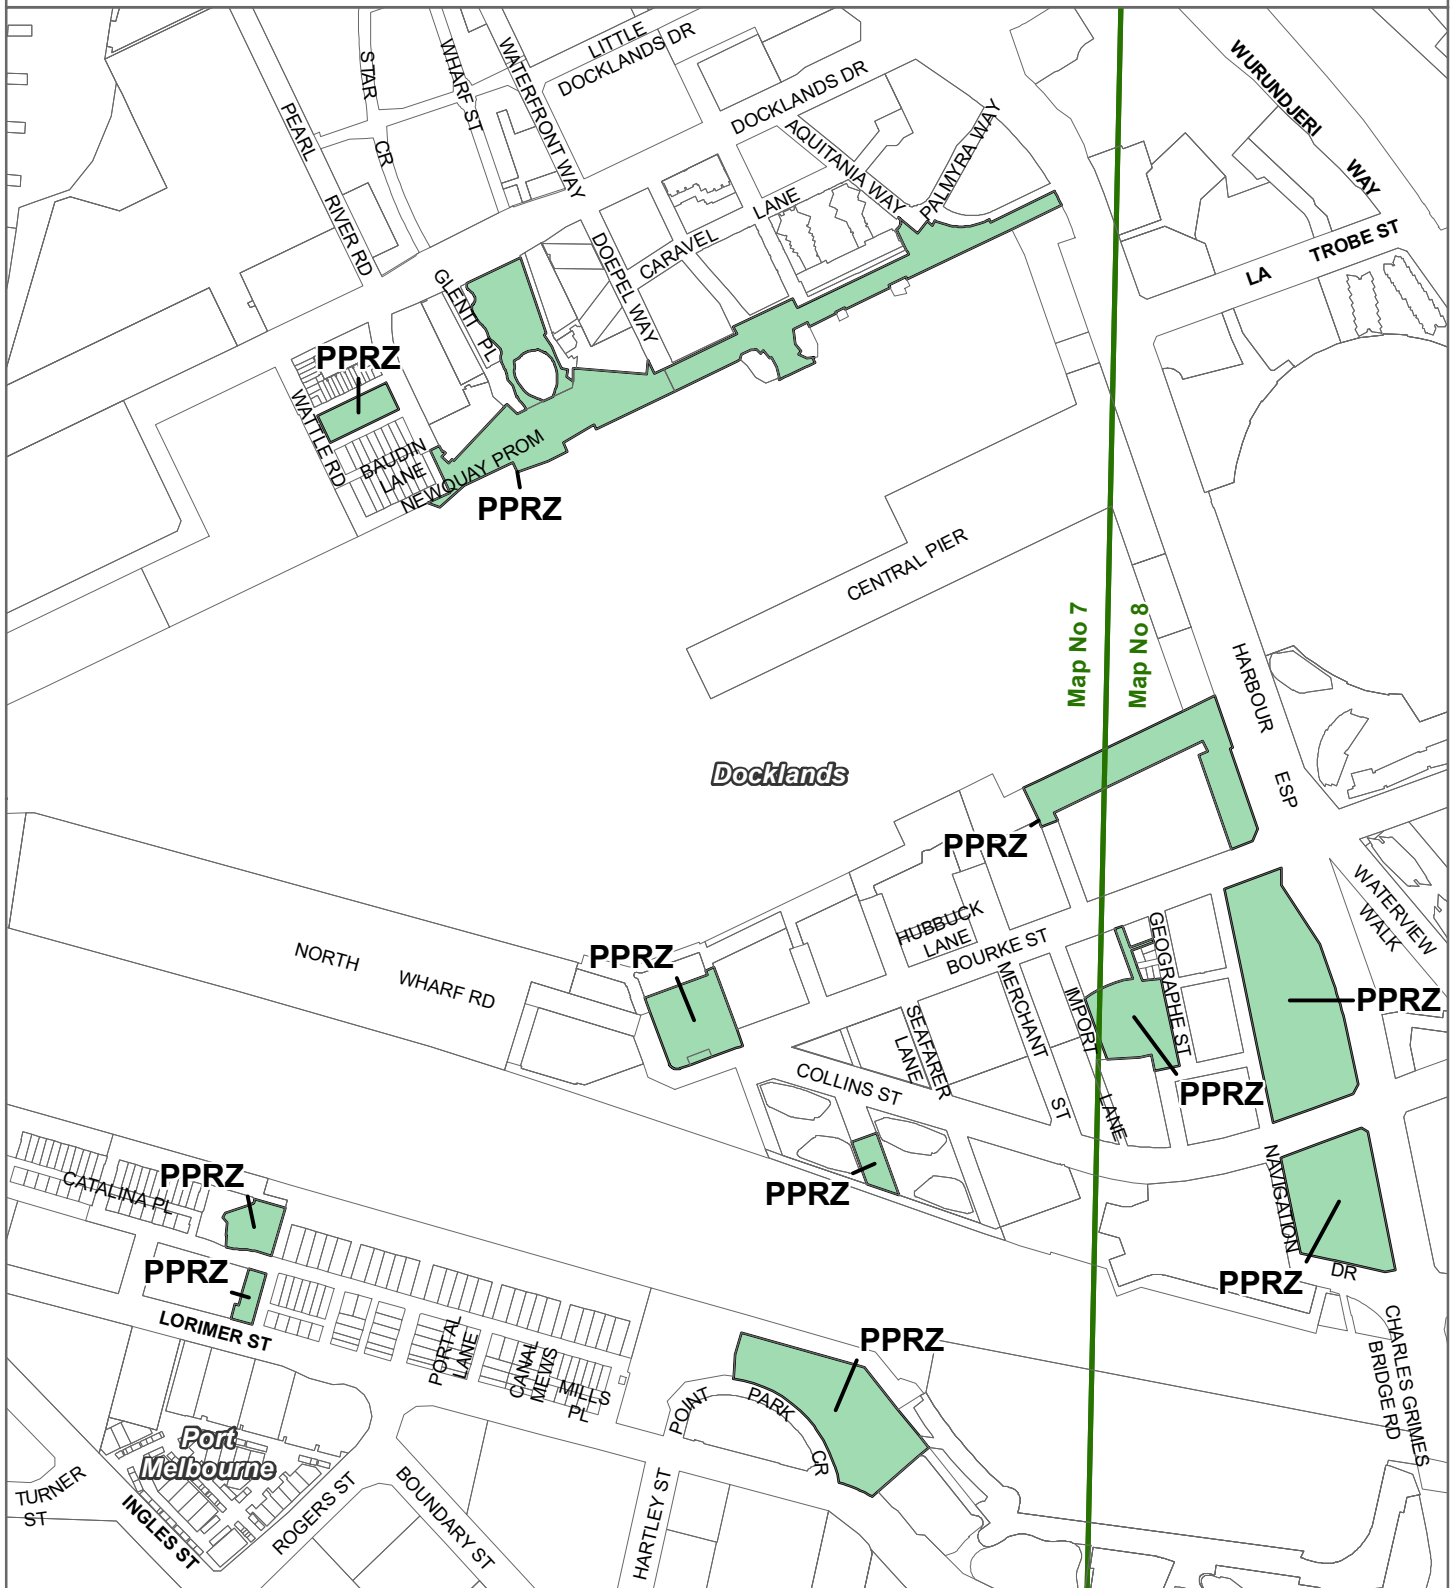 LITTLE
DOCKLANDS DR
STAR
CR
WHARF ST
WATERFRONT WAY
PEARL
RIVER RD
DOCKLANDS DR
AQUITANIA WAY
PALMYRA WAY
WURUNDJERI
WAY
LA
TROBE ST
LANE
CARAVEL
DOEPEL WAY
GLENTI PL
PPRZ
WATTLE RD
BAUDIN
LANE
NEWQUAY PROM
PPRZ
CENTRAL PIER
Map No 7
Map No 8
HARBOUR
ESP
Docklands
PPRZ
WATERVIEW
WALK
HUBBUCK
LANE
BOURKE ST
GEOGRAPHE ST
NORTH
WHARF RD
PPRZ
MERCHANT
ST
IMPORT
LANE
PPRZ
SEAFARER
LANE
COLLINS ST
PPRZ
PPRZ
NAVIGATION
DR
PPRZ
CATALINA PL
PPRZ
PPRZ
LORIMER ST
PORTAL
LANE
CANAL
MEWS
MILLS
PL
PPRZ
POINT
PARK
CR
CHARLES GRIMES
BRIDGE RD
Port
Melbourne
TURNER
ST
INGLES ST
ROGERS ST
BOUNDARY ST
HARTLEY ST